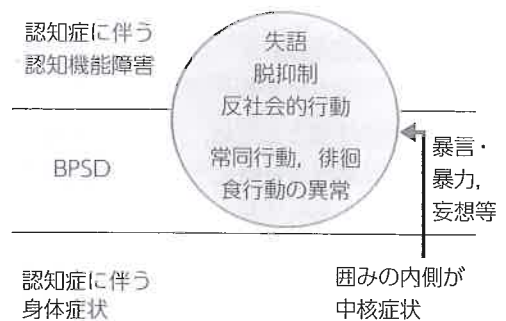 認知症に伴う
認知機能障害
失語
脱抑制
反社会的行動
BPSD
常同行動，徘徊
食行動の異常
暴言・
暴力，
妄想等
認知症に伴う
身体症状
囲みの内側が
中核症状